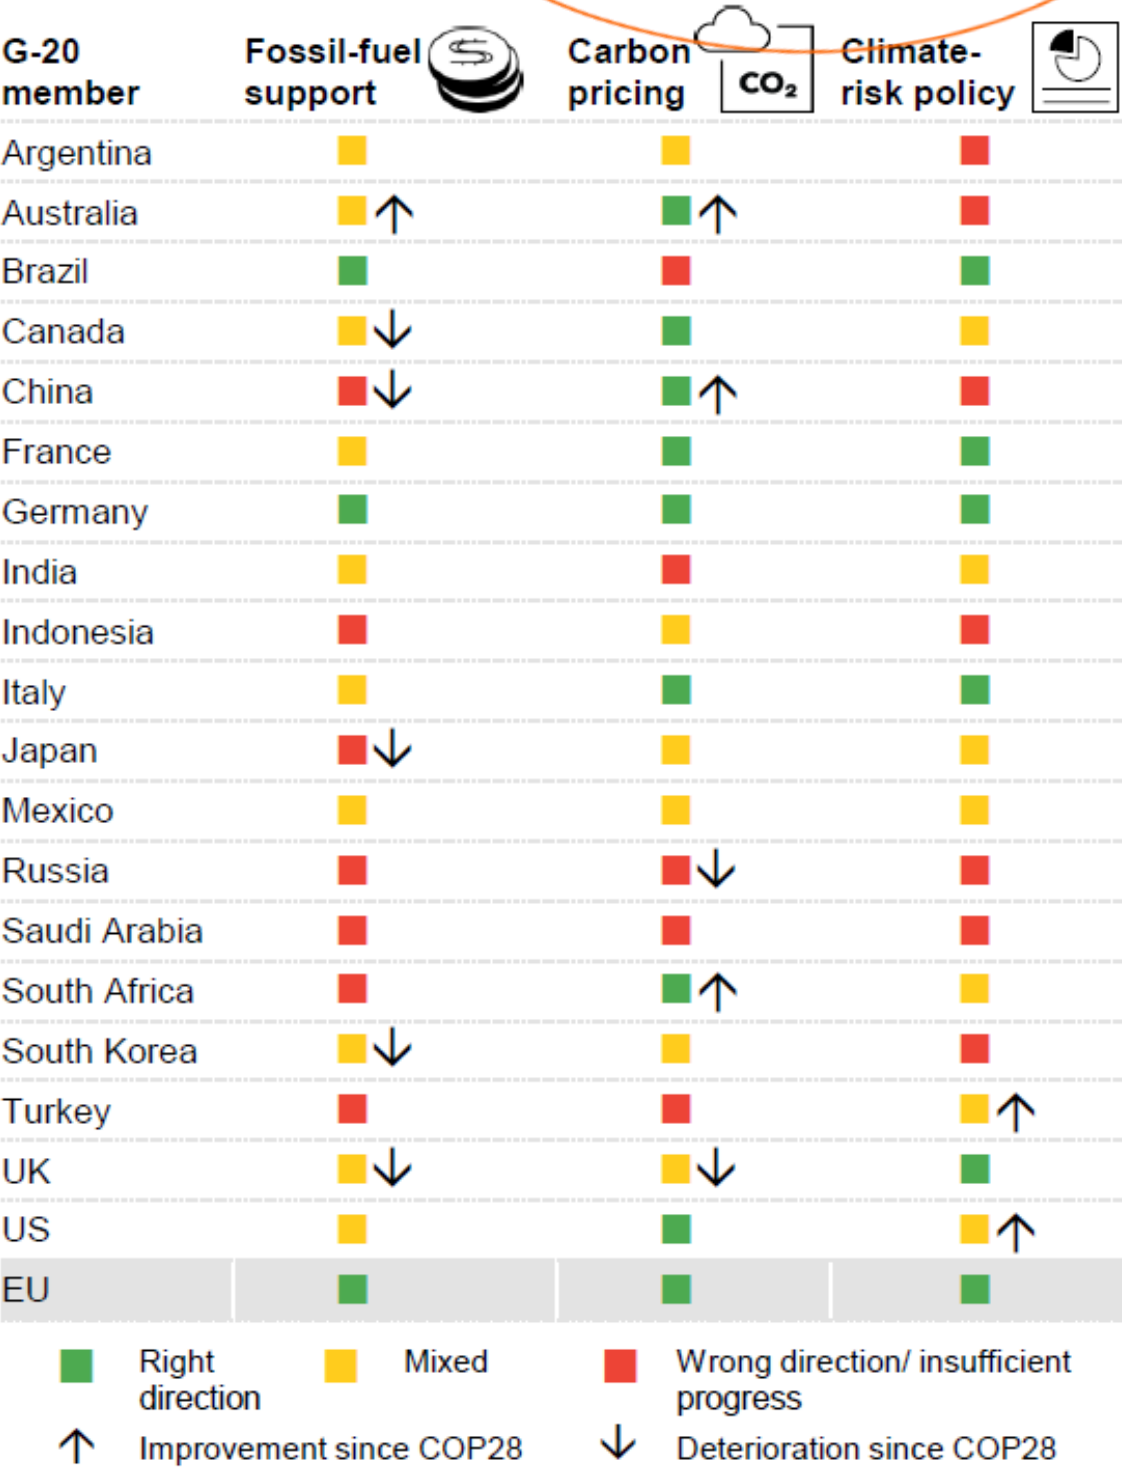 G-20 member
Fossil-fuel support
$
Carbon pricing
CO₂
Climate-risk policy
Argentina
Australia
Brazil
Canada
China
France
Germany
India
Indonesia
Italy
Japan
Mexico
Russia
Saudi Arabia
South Africa
South Korea
Turkey
UK
US
EU
Right direction
Mixed
Wrong direction/ insufficient progress
Improvement since COP28
Deterioration since COP28